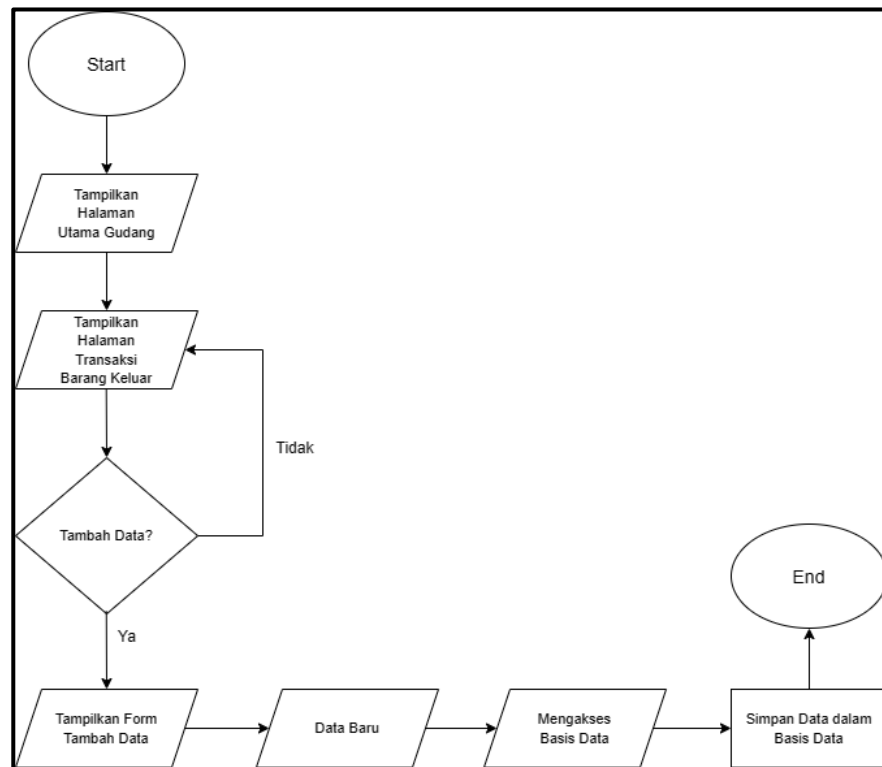 Start
Tampilkan
Halaman
Utama Gudang
Tampilkan
Halaman
Transaksi
Barang Keluar
Tidak
Tambah Data?
Ya
Tampilkan Form
Tambah Data
Data Baru
Mengakses
Basis Data
Simpan Data dalam
Basis Data
End